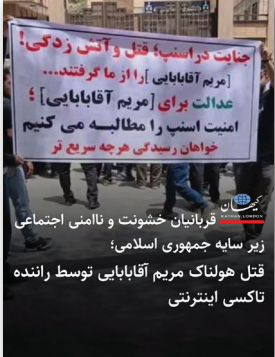 جنایت در اسنپ؛ قتل و آتش زدگی!
[مریم آقابابایی] را از ما گرفتند...
عدالت برای [مریم آقابابایی] ؛
امنیت اسنپ را مطالبه می کنیم
خواهان رسیدگی هرچه سریع تر
کیهان
KAYHAN.LONDON
قربانیان خشونت و ناامنی اجتماعی
زیر سایه جمهوری اسلامی؛
قتل هولناک مریم آقابابایی توسط راننده
تاکسی اینترنتی